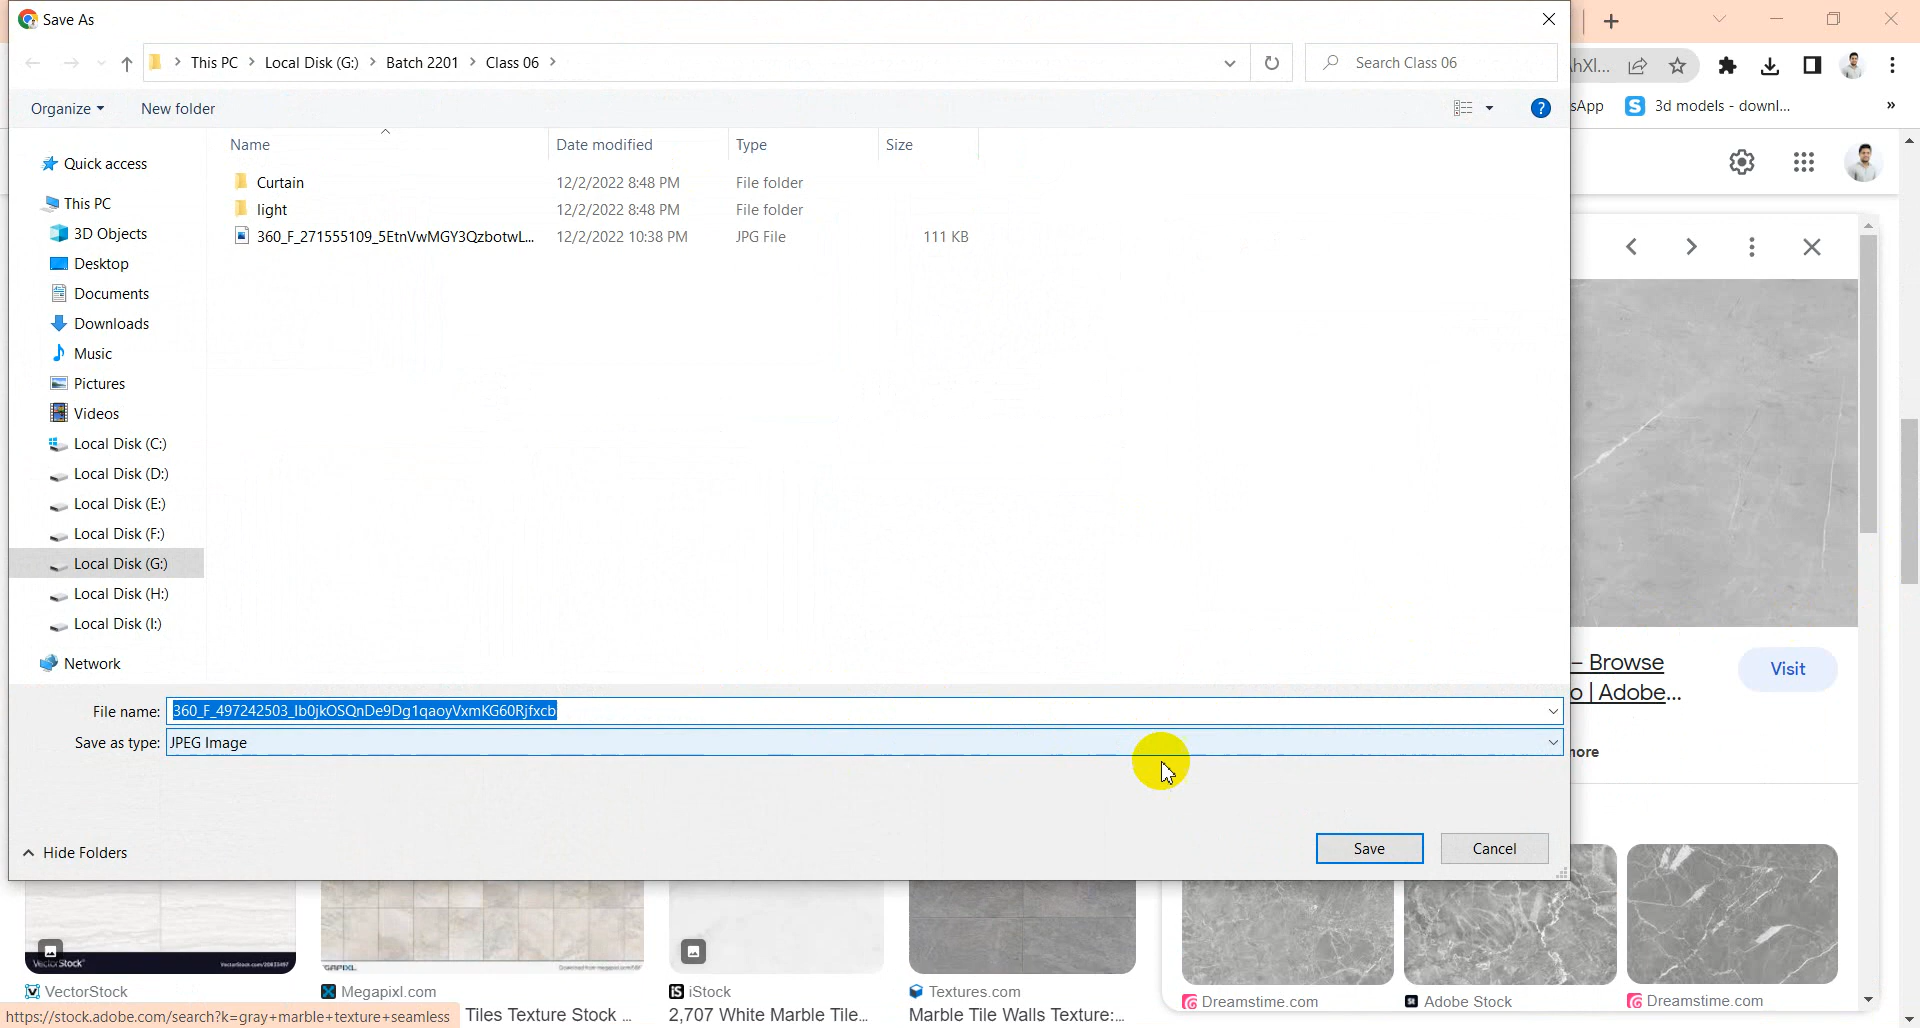 Save As
This PC
Local Disk (G:)
Batch 2201
Class 06
Search Class 06
Organize
New folder
Name
Date modified
Type
Size
Curtain
12/2/2022 8:48 PM
File folder
light
12/2/2022 8:48 PM
File folder
360_F_271555109_5EtnVwMGY3QzbotwL...
12/2/2022 10:38 PM
JPG File
111 KB
Quick access
This PC
3D Objects
Desktop
Documents
Downloads
Music
Pictures
Videos
Local Disk (C:)
Local Disk (D:)
Local Disk (E:)
Local Disk (F:)
Local Disk (G:)
Local Disk (H:)
Local Disk (I:)
Network
File name:
360_F_497242503_Ib0jkOSQnDe9Dg1qaoyVxmKG60Rjfxcb
Save as type:
JPEG Image
Hide Folders
Save
Cancel
hXl...
sApp
3d models - downl...
– Browse
o | Adobe...
Visit
nore
VectorStock
VectorStock.com/20833497
VectorStock
Megapixl.com
iStock
Textures.com
Dreamstime.com
Adobe Stock
Dreamstime.com
https://stock.adobe.com/search?k=gray+marble+texture+seamless
Tiles Texture Stock ...
2,707 White Marble Tile...
Marble Tile Walls Texture:...